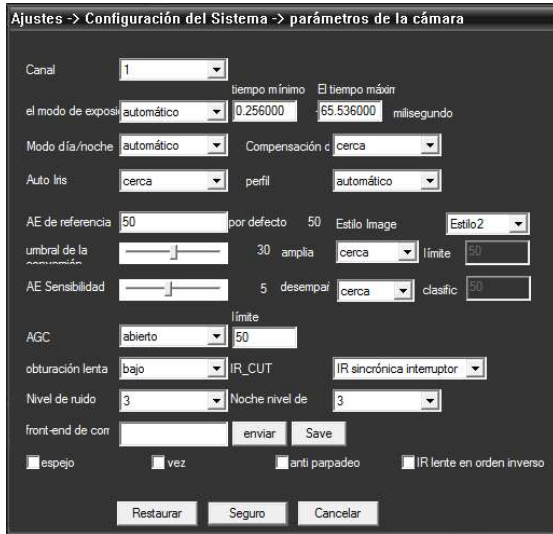 Ajustes -> Configuración del Sistema -> parámetros de la cámara
Canal 1
tiempo mínimo El tiempo máxim
el modo de exposi automático 0.256000 - 65.536000 milisegundo
Modo día/noche automático Compensación d cerca
Auto Iris cerca perfil automático
AE de referencia 50 por defecto 50 Estilo Image Estilo2
umbral de la 30 amplia cerca límite 50
conversión
AE Sensibilidad 5 desempañ cerca clasific 50
límite
AGC abierto 50
obturación lenta bajo IR_CUT IR sincrónica interruptor
Nivel de ruido 3 Noche nivel de 3
front-end de com enviar Save
espejo vez anti parpadeo IR lente en orden inverso
Restaurar Seguro Cancelar